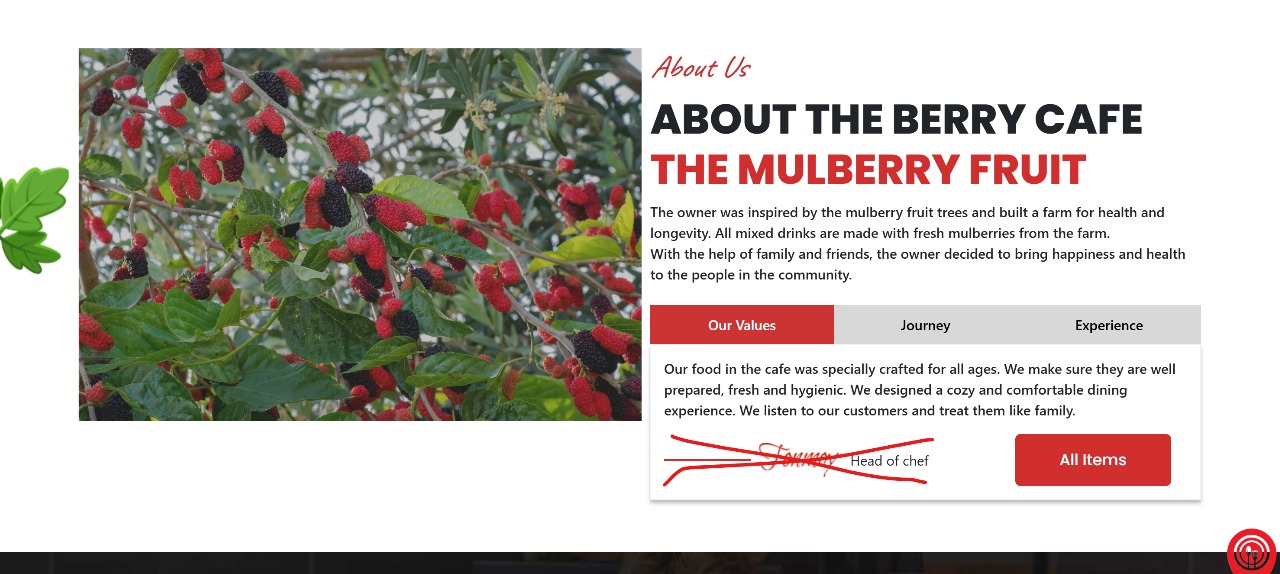 About Us
ABOUT THE BERRY CAFE
THE MULBERRY FRUIT
The owner was inspired by the mulberry fruit trees and built a farm for health and
longevity. All mixed drinks are made with fresh mulberries from the farm.
With the help of family and friends, the owner decided to bring happiness and health
to the people in the community.
Our Values Journey Experience
Our food in the cafe was specially crafted for all ages. We make sure they are well
prepared, fresh and hygienic. We designed a cozy and comfortable dining
experience. We listen to our customers and treat them like family.
Head of chef All Items